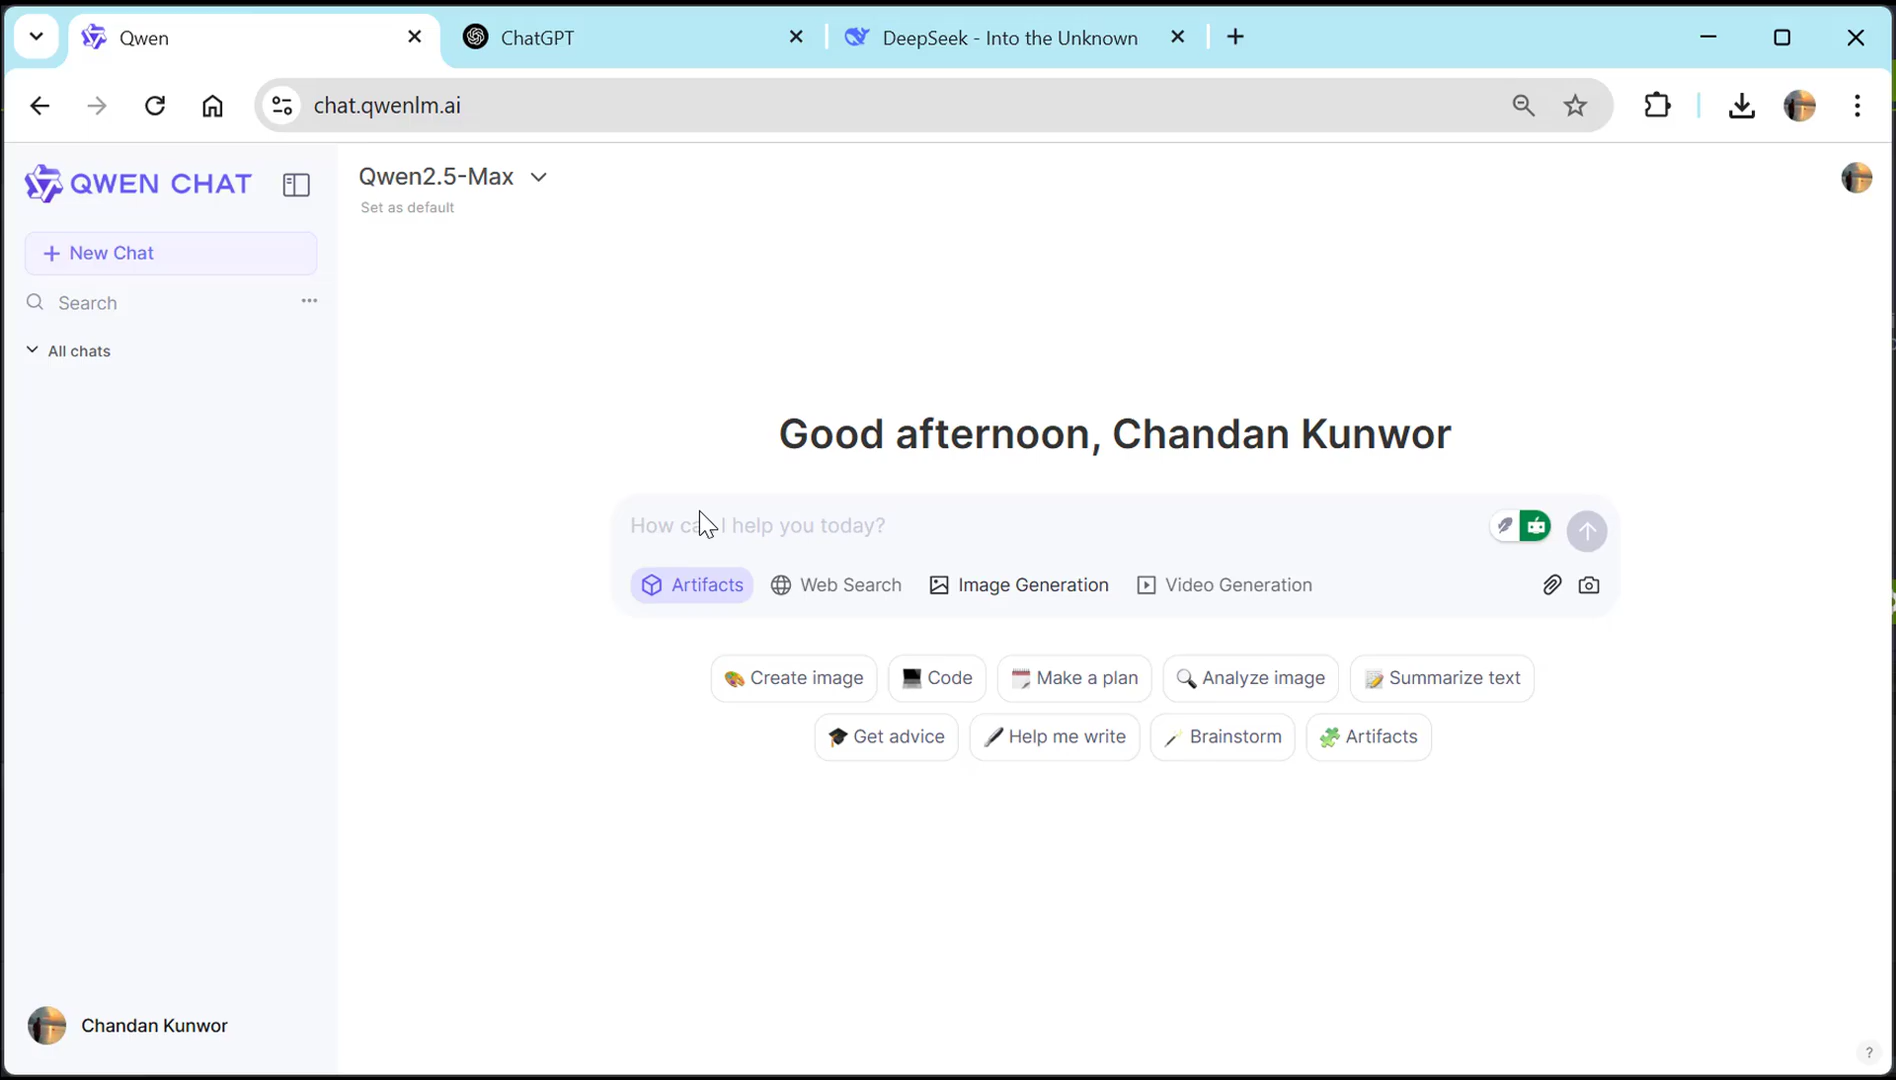 Qwen
ChatGPT
DeepSeek - Into the Unknown
chat.qwenlm.ai
QWEN CHAT
Qwen2.5-Max
Set as default
New Chat
Search
All chats
Good afternoon, Chandan Kunwor
How ca I help you today?
Artifacts Web Search Image Generation Video Generation
Create image Code Make a plan Analyze image Summarize text
Get advice Help me write Brainstorm Artifacts
Chandan Kunwor
?